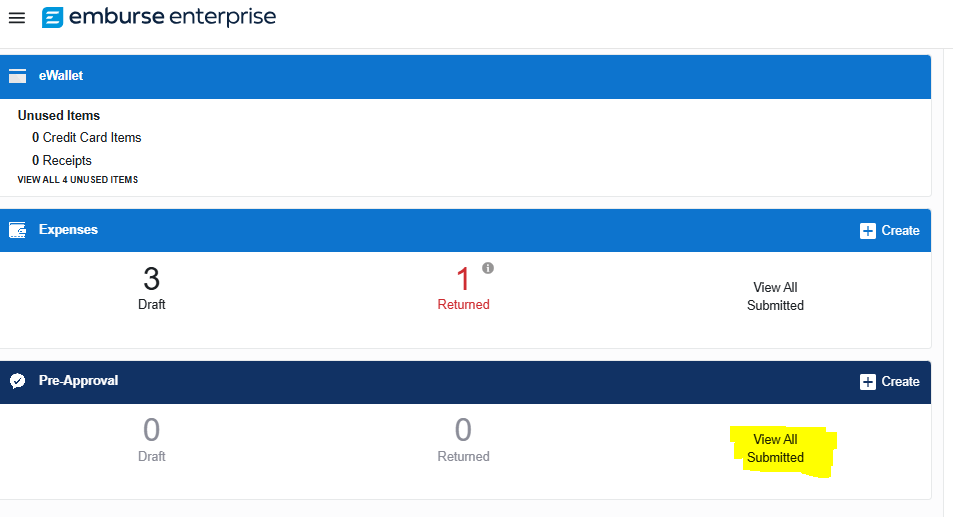 emburse enterprise
eWallet
Unused Items
0 Credit Card Items
0 Receipts
VIEW ALL 4 UNUSED ITEMS
Expenses
Create
3
Draft
1
Returned
View All
Submitted
Pre-Approval
Create
0
Draft
0
Returned
View All
Submitted